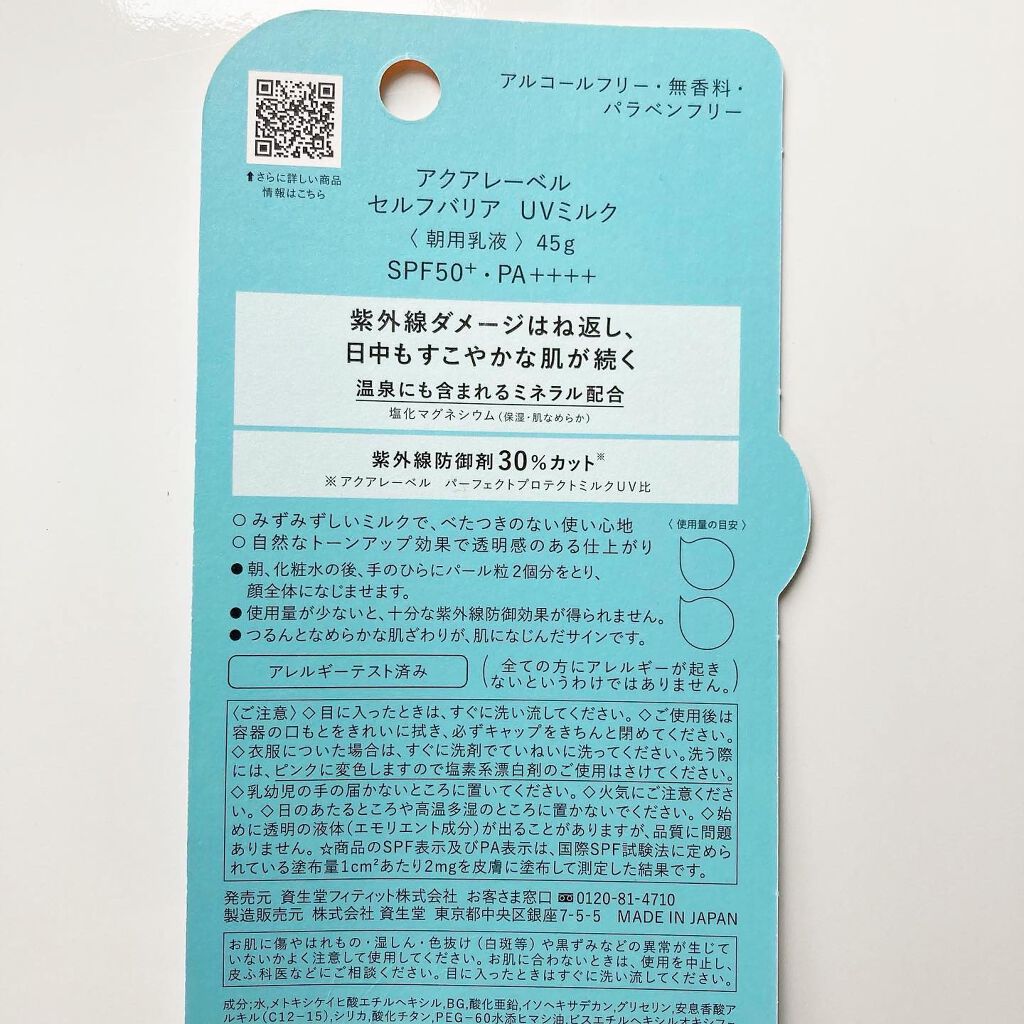 アルコールフリー・無香料・
パラベンフリー
⬆さらに詳しい商品
情報はこちら
アクアレーベル
セルフバリア UVミルク
〈 朝用乳液 〉 45g
SPF50+・PA++++
紫外線ダメージはね返し、
日中もすこやかな肌が続く
温泉にも含まれるミネラル配合
塩化マグネシウム(保湿・肌なめらか)
紫外線防御剤30%カット※
※アクアレーベル パーフェクトプロテクトミルクUV比
○ みずみずしいミルクで、べたつきのない使い心地
○ 自然なトーンアップ効果で透明感のある仕上がり
〈 使用量の目安 〉
● 朝、化粧水の後、手のひらにパール粒2個分をとり、
顔全体になじませます。
● 使用量が少ないと、十分な紫外線防御効果が得られません。
● つるんとなめらかな肌ざわりが、肌になじんだサインです。
アレルギーテスト済み
(全ての方にアレルギーが起き
ないというわけではありません。)
〈ご注意〉◇目に入ったときは、すぐに洗い流してください。◇ご使用後は
容器の口もとをきれいに拭き、必ずキャップをきちんと閉めてください。
◇衣服についた場合は、すぐに洗剤でていねいに洗ってください。洗う際
には、ピンクに変色しますので塩素系漂白剤のご使用はさけてください。
◇乳幼児の手の届かないところに置いてください。◇火気にご注意くださ
い。◇日のあたるところや高温多湿のところに置かないでください。◇始
めに透明の液体(エモリエント成分)が出ることがありますが、品質に問題
ありません。☆商品のSPF表示及びPA表示は、国際SPF試験法に定めら
れている塗布量1cm²あたり2mgを皮膚に塗布して測定した結果です。
発売元 資生堂フィティット株式会社 お客さま窓口 0120-81-4710
製造販売元 株式会社 資生堂 東京都中央区銀座7-5-5 MADE IN JAPAN
お肌に傷やはれもの・湿しん・色抜け(白斑等)や黒ずみなどの異常が生じて
いないかよく注意して使用してください。お肌に合わないときは、使用を中止し、
皮ふ科医などにご相談ください。目に入ったときはすぐに洗い流してください。
成分:水,メトキシケイヒ酸エチルヘキシル,BG,酸化亜鉛,イソヘキサデカン,グリセリン,安息香酸ア
ルキル(C12-15),シリカ,酸化チタン,PEG-60水添ヒマシ油,ビスエチルヘキシルオキシフ